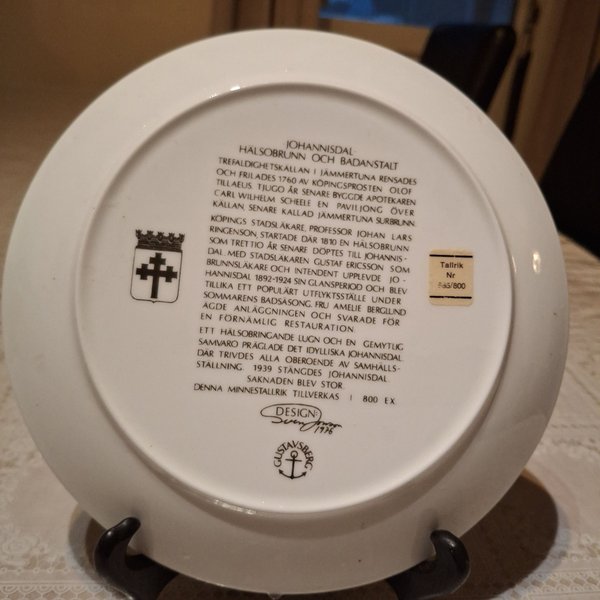 JOHANNISDAL
HÄLSOBRUNN OCH BADANSTALT
TREFALDIGHETSKÄLLAN I JÄMMERTUNA RENSADES
OCH FRILADES 1760 AV KÖPINGSPROSTEN OLOF
TILLAEUS. TJUGO ÅR SENARE BYGGDE APOTEKAREN
CARL WILHELM SCHEELE EN PAVILJONG ÖVER
KÄLLAN, SENARE KALLAD JÄMMERTUNA SURBRUNN.
KÖPINGS STADSLÄKARE, PROFESSOR JOHAN LARS
RINGENSON, STARTADE DÄR 1810 EN HÄLSOBRUNN
SOM TRETTIO ÅR SENARE DÖPTES TILL JOHANNIS-
DAL MED STADSLÄKAREN GUSTAF ERICSSON SOM
BRUNNSLÄKARE OCH INTENDENT UPPLEVDE JO-
HANNISDAL 1892-1924 SIN GLANSPERIOD OCH BLEV
TILLIKA ETT POPULÄRT UTFLYKTSSTÄLLE UNDER
SOMMARENS BADSÄSONG. FRU AMELIE BERGLUND
ÄGDE ANLÄGGNINGEN OCH SVARADE FÖR
EN FÖRNÄMLIG RESTAURATION.
ETT HÄLSOBRINGANDE LUGN OCH EN GEMYTLIG
SAMVARO PRÄGLADE DET IDYLLISKA JOHANNISDAL
DÄR TRIVDES ALLA OBEROENDE AV SAMHÄLLS-
STÄLLNING. 1939 STÄNGDES JOHANNISDAL.
SAKNADEN BLEV STOR.
DENNA MINNESTALLRIK TILLVERKAS I 800 EX
DESIGN:
Sven Jonson
1976
GUSTAVSBERG
Tallrik
Nr
/800